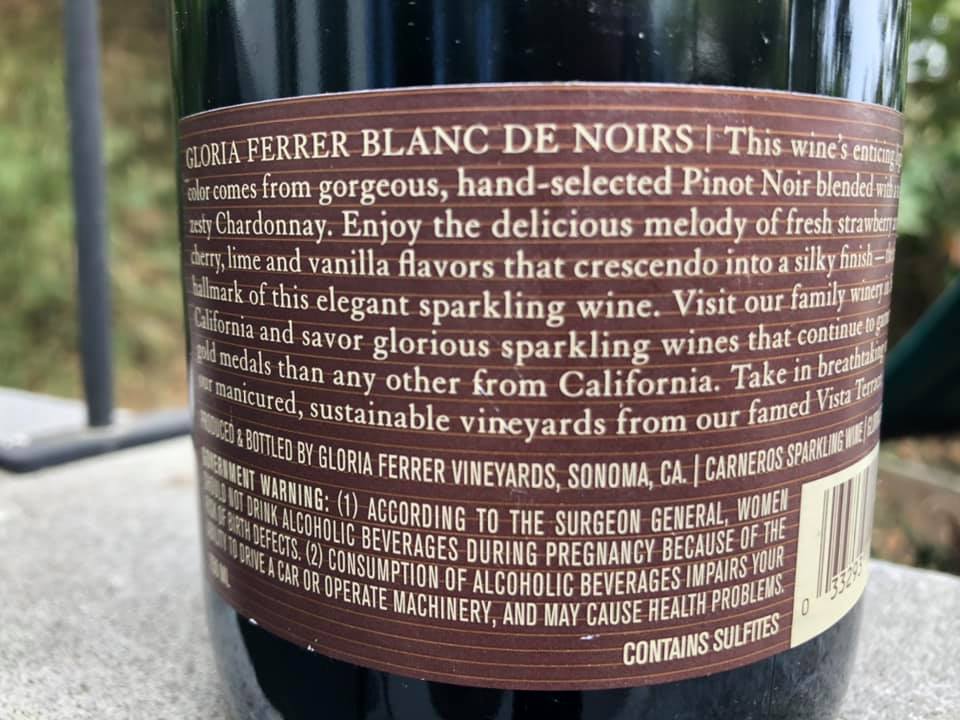 GLORIA FERRER BLANC DE NOIRS | This wine's enticing
color comes from gorgeous, hand-selected Pinot Noir blended with
zesty Chardonnay. Enjoy the delicious melody of fresh strawberry
cherry, lime and vanilla flavors that crescendo into a silky finish—the
hallmark of this elegant sparkling wine. Visit our family winery in
California and savor glorious sparkling wines that continue to
gold medals than any other from California. Take in breathtaking
our manicured, sustainable vineyards from our famed Vista Terrace
PRODUCED & BOTTLED BY GLORIA FERRER VINEYARDS, SONOMA, CA. | CARNEROS SPARKLING WINE |
GOVERNMENT WARNING: (1) ACCORDING TO THE SURGEON GENERAL, WOMEN
SHOULD NOT DRINK ALCOHOLIC BEVERAGES DURING PREGNANCY BECAUSE OF THE
OF BIRTH DEFECTS. (2) CONSUMPTION OF ALCOHOLIC BEVERAGES IMPAIRS YOUR
TO DRIVE A CAR OR OPERATE MACHINERY, AND MAY CAUSE HEALTH PROBLEMS.
ML
CONTAINS SULFITES
0 33293